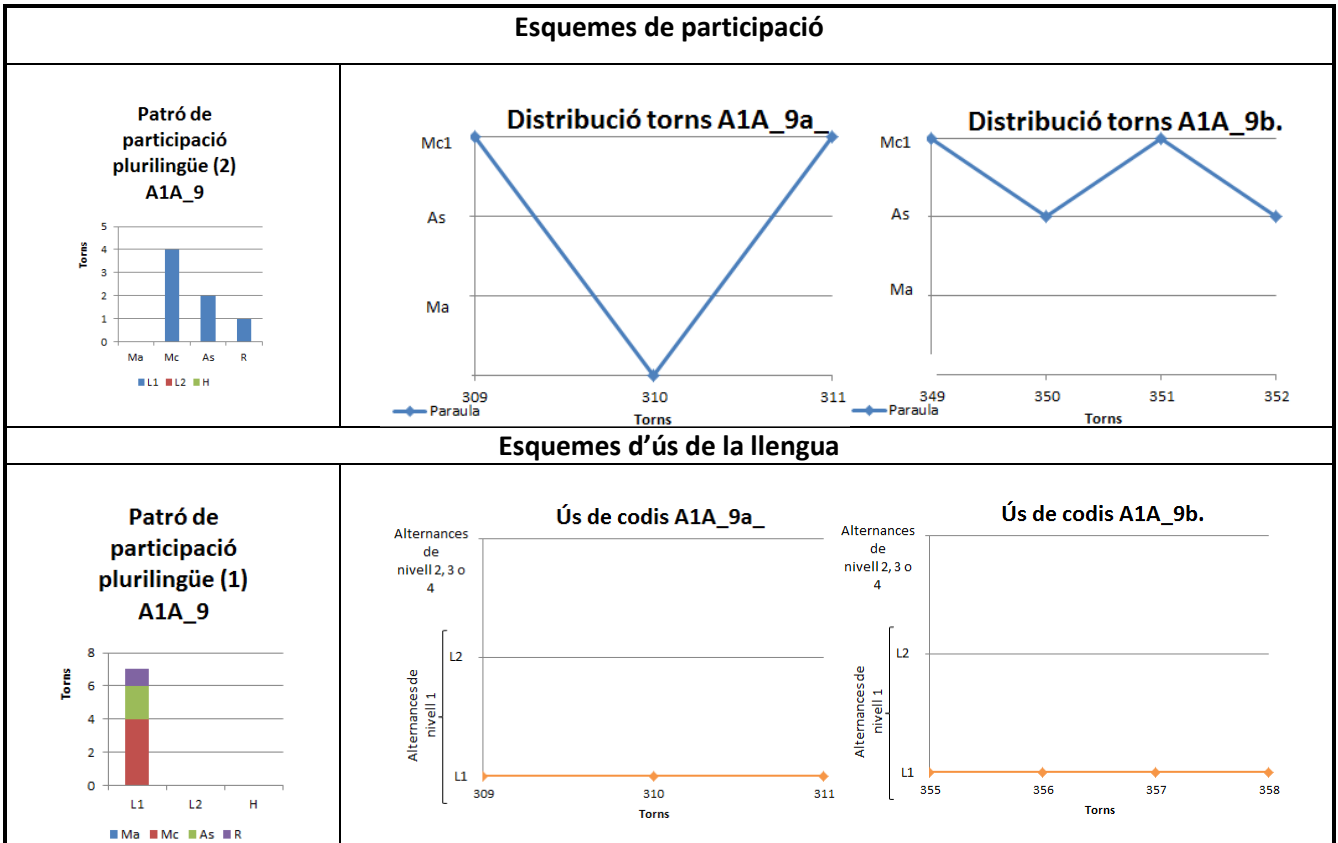 Esquemes de participació
Patró de
participació
plurilingüe (2)
A1A_9
5
4
3
2
1
0
Torns
Ma Mc As R
L1 L2 H
Distribució torns A1A_9a_
Mc1
As
Ma
309 310 311
Paraula
Torns
Distribució torns A1A_9b.
Mc1
As
Ma
349 350 351 352
Paraula
Torns
Esquemes d’ús de la llengua
Patró de
participació
plurilingüe (1)
A1A_9
8
6
4
2
0
Torns
L1 L2 H
Ma Mc As R
Ús de codis A1A_9a_
Alternances
de
nivell 2, 3 o
4
L2
Alternances de
nivell 1
L1
309 310 311
Torns
Ús de codis A1A_9b.
Alternances
de
nivell 2, 3 o
4
L2
Alternances de
nivell 1
L1
355 356 357 358
Torns